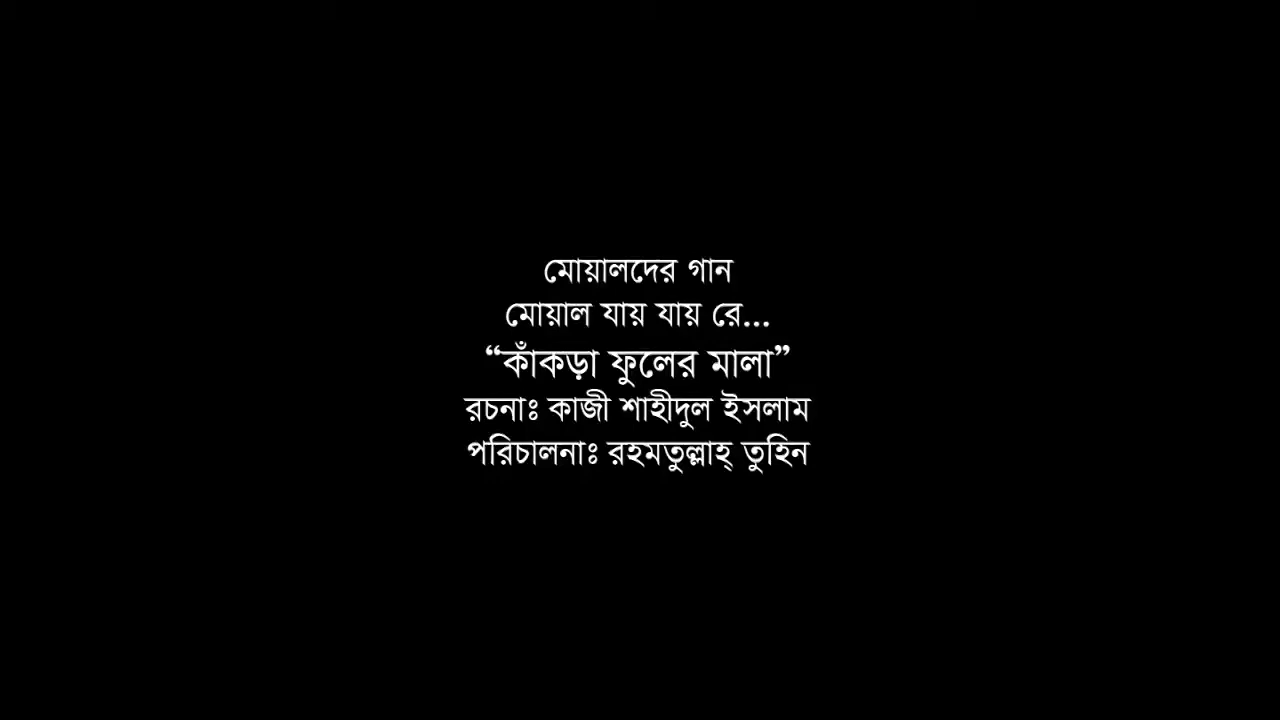 মোয়ালদের গান
মোয়াল যায় যায় রে...
“কাঁকড়া ফুলের মালা”
রচনাঃ কাজী শাহীদুল ইসলাম
পরিচালনাঃ রহমতুল্লাহ্ তুহিন